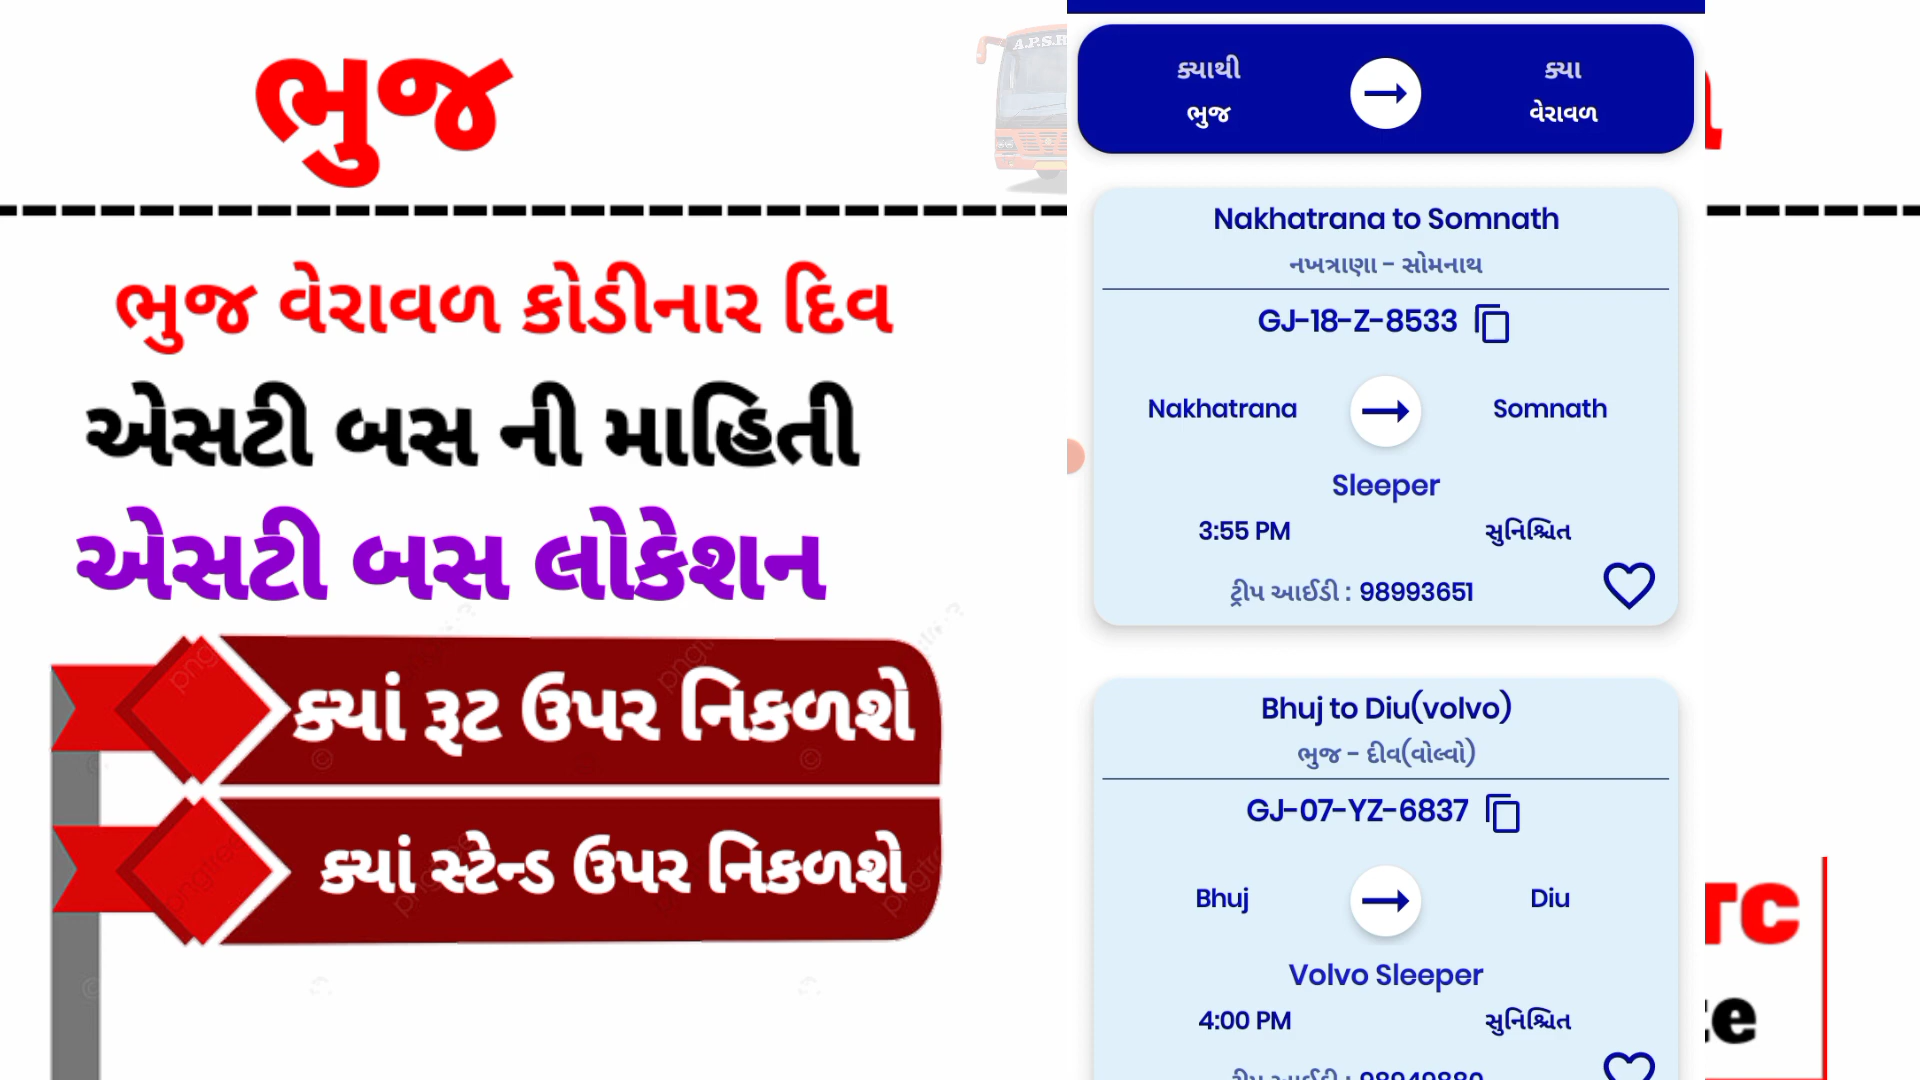 ભુજ
ભુજ વેરાવળ કોડીનાર દિવ
એસટી બસ ની માહિતી
એસટી બસ લોકેશન
ક્યાં રૂટ ઉપર નિકળશે
ક્યાં સ્ટેન્ડ ઉપર નિકળશે
ક્યાથી
ક્યા
ભુજ
વેરાવળ
Nakhatrana to Somnath
નખત્રાણા - સોમનાથ
GJ-18-Z-8533
Nakhatrana
Somnath
Sleeper
3:55 PM
સુનિશ્ચિત
ટ્રીપ આઈડી : 98993651
Bhuj to Diu(volvo)
ભુજ - દીવ(વોલ્વો)
GJ-07-YZ-6837
Bhuj
Diu
Volvo Sleeper
4:00 PM
સુનિશ્ચિત